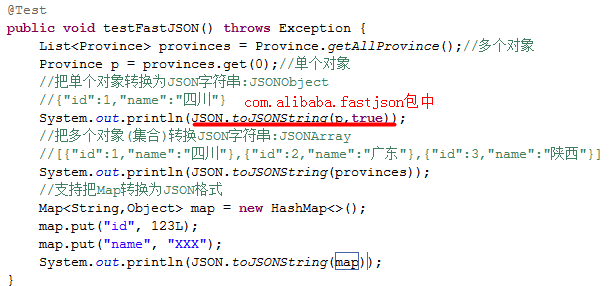 @Test
public void testFastJSON() throws Exception {
List<Province> provinces = Province.getAllProvince();//多个对象
Province p = provinces.get(0);//单个对象
//把单个对象转换为JSON字符串:JSONObject
//{"id":1,"name":"四川"} com.alibaba.fastjson包中
System.out.println(JSON.toJSONString(p,true));
//把多个对象(集合)转换JSON字符串:JSONArray
//[{"id":1,"name":"四川"},{"id":2,"name":"广东"},{"id":3,"name":"陕西"}]
System.out.println(JSON.toJSONString(provinces));
//支持把Map转换为JSON格式
Map<String,Object> map = new HashMap<>();
map.put("id", 123L);
map.put("name", "XXX");
System.out.println(JSON.toJSONString(map));
}